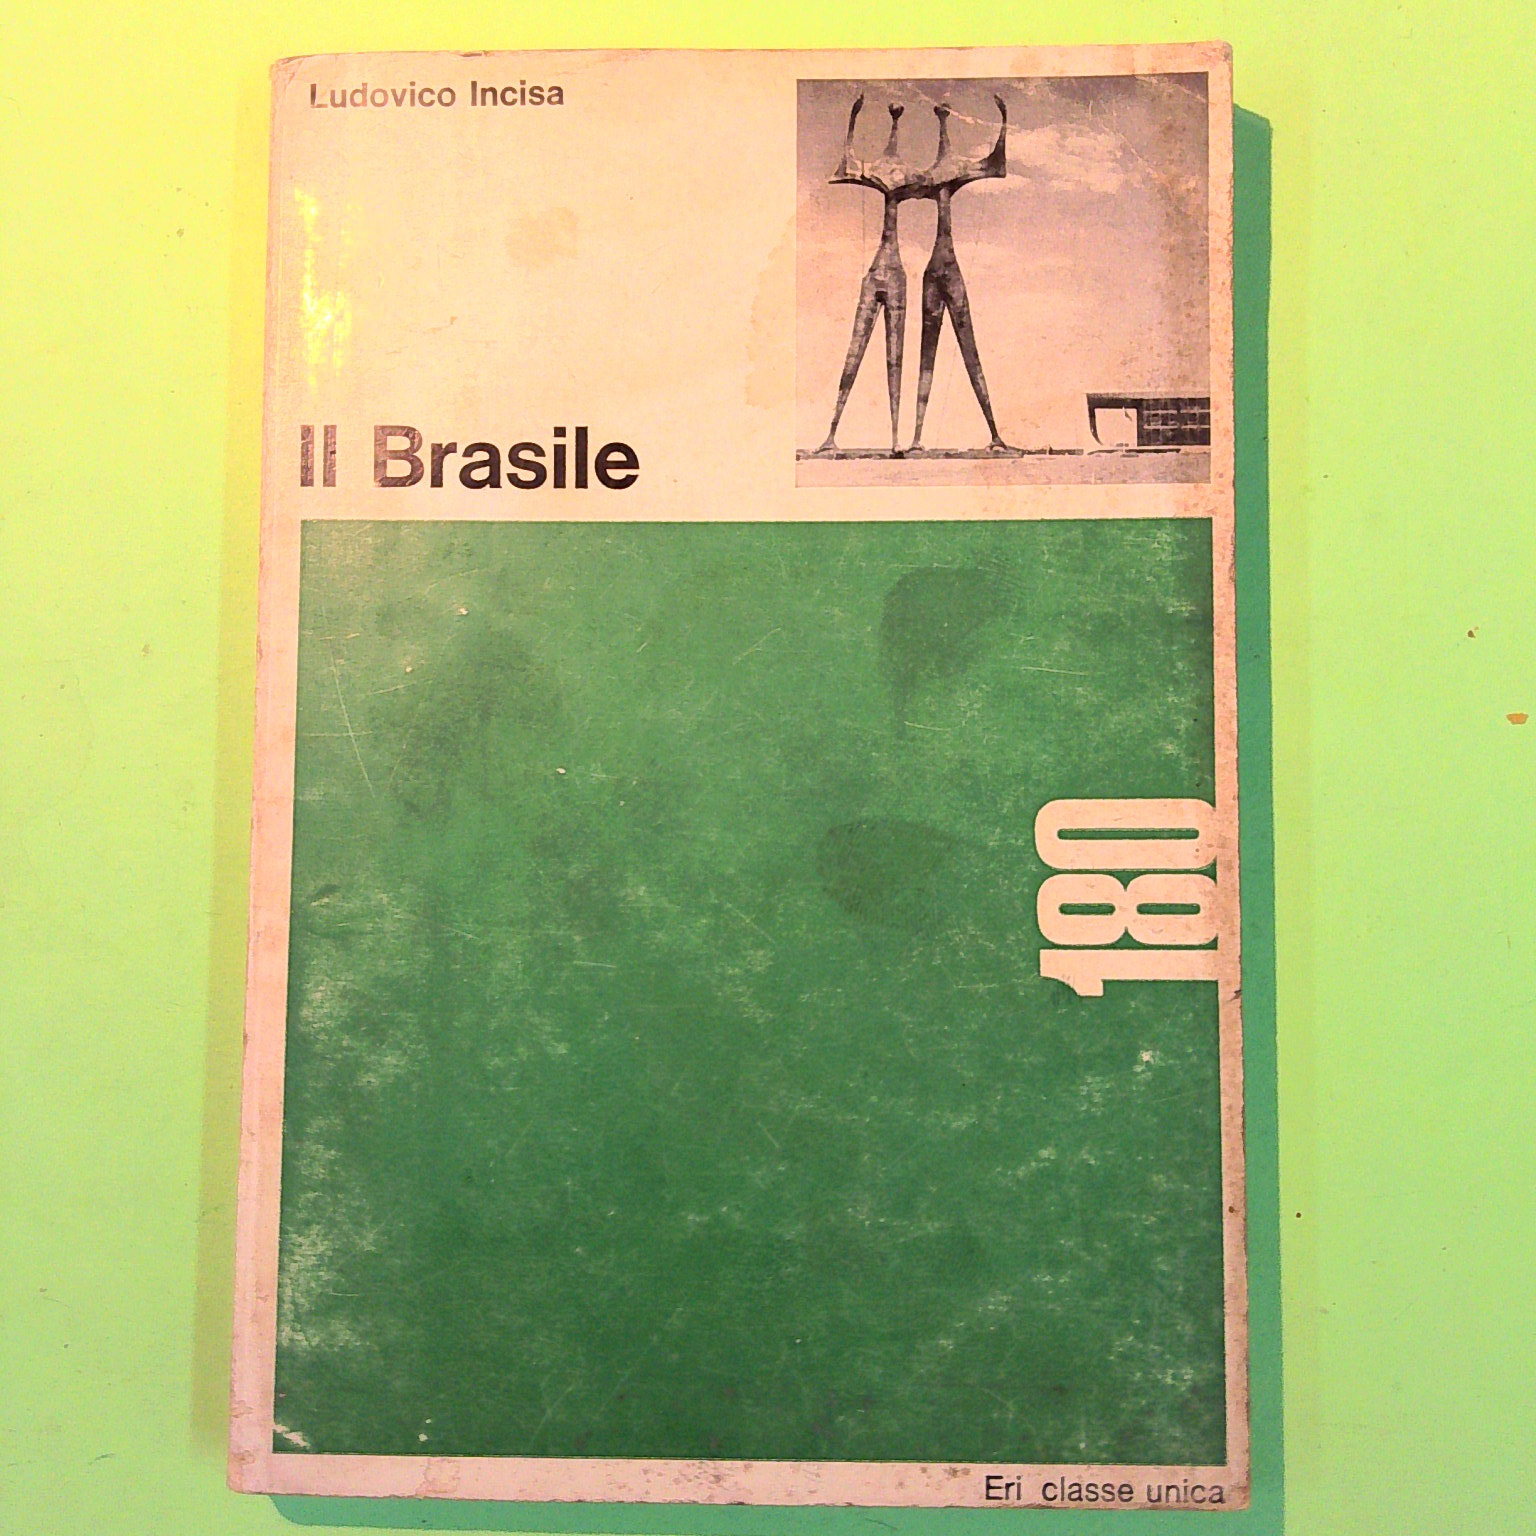 Ludovico Incisa
Il Brasile
180
Eri classe unica